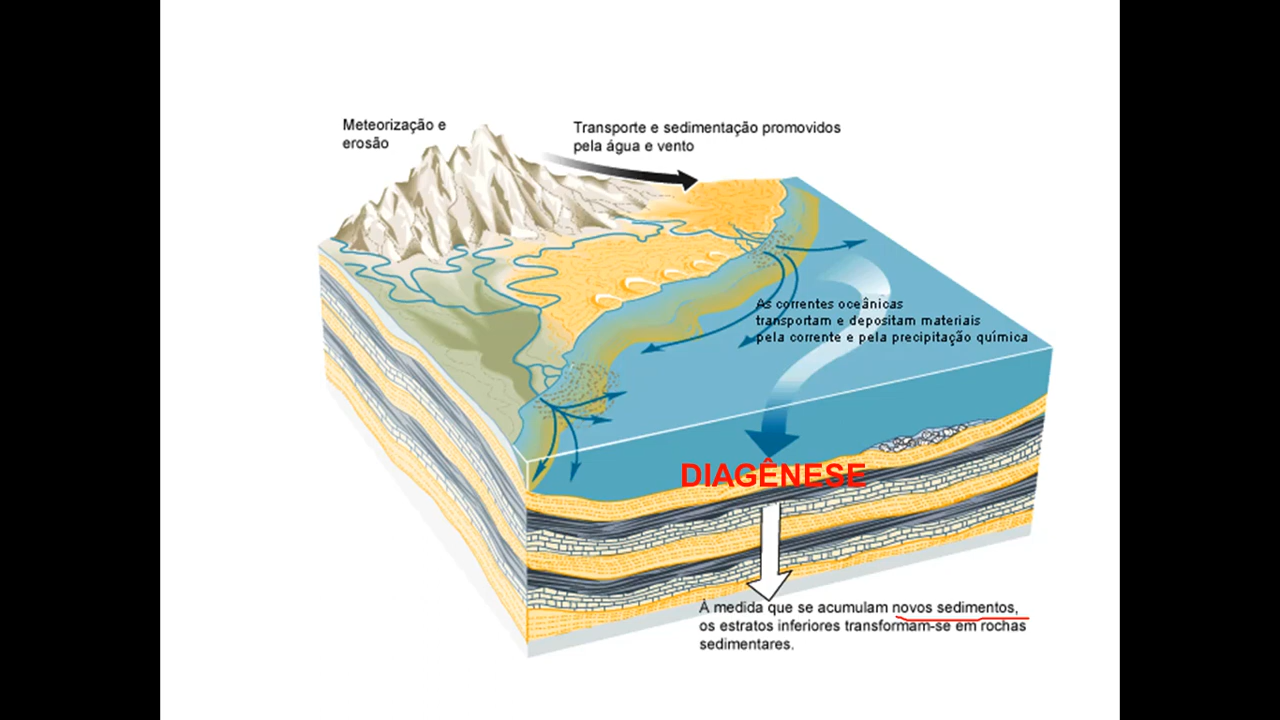 Meteorização e
erosão
Transporte e sedimentação promovidos
pela água e vento
As correntes oceânicas
transportam e depositam materiais
pela corrente e pela precipitação química
DIAGÊNESE
À medida que se acumulam novos sedimentos,
os estratos inferiores transformam-se em rochas
sedimentares.